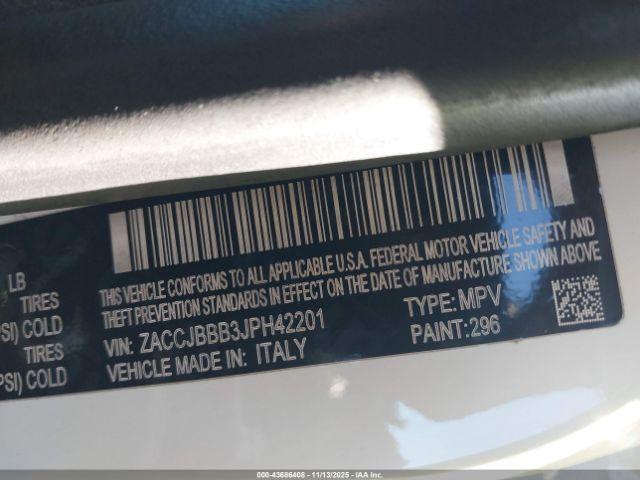 LB
TIRES
PSI) COLD
TIRES
PSI) COLD
THIS VEHICLE CONFORMS TO ALL APPLICABLE U.S.A. FEDERAL MOTOR VEHICLE SAFETY AND
THEFT PREVENTION STANDARDS IN EFFECT ON THE DATE OF MANUFACTURE SHOWN ABOVE
VIN: ZACCJBBB3JPH42201 TYPE: MPV
VEHICLE MADE IN: ITALY PAINT: 296
000-43686408 - 11/13/2025 - IAA Inc.